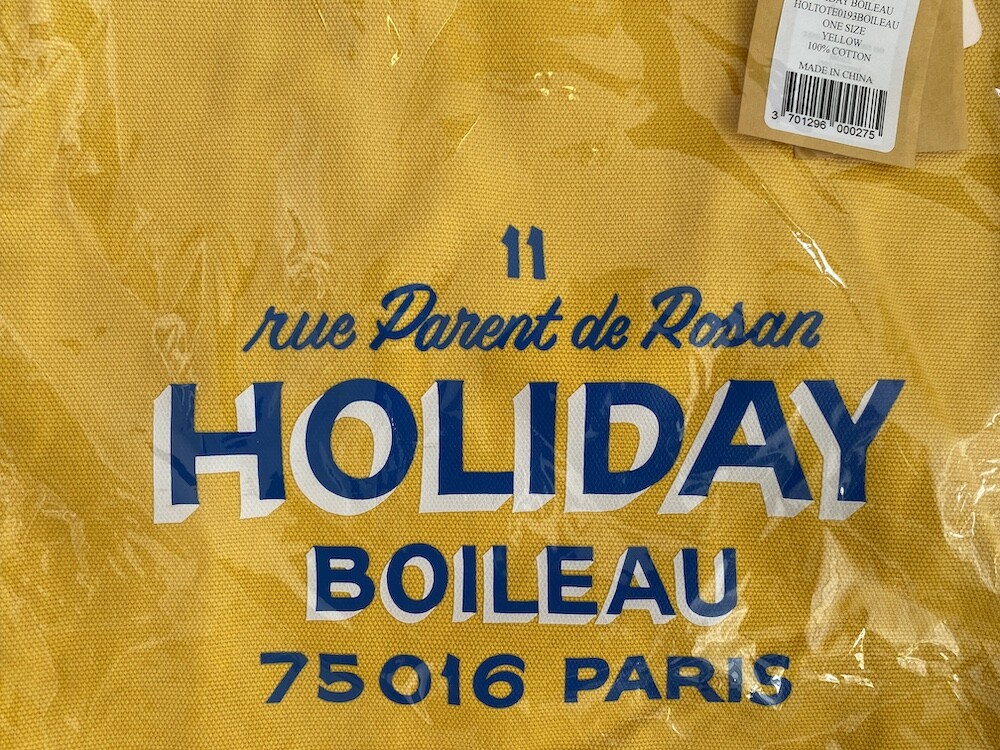 BOILEAU
HOLTOTE0193BOILEAU
ONE SIZE
YELLOW
100% COTTON
MADE IN CHINA
3 701296 000275
11
rue Parent de Rosan
HOLIDAY
BOILEAU
75016 PARIS